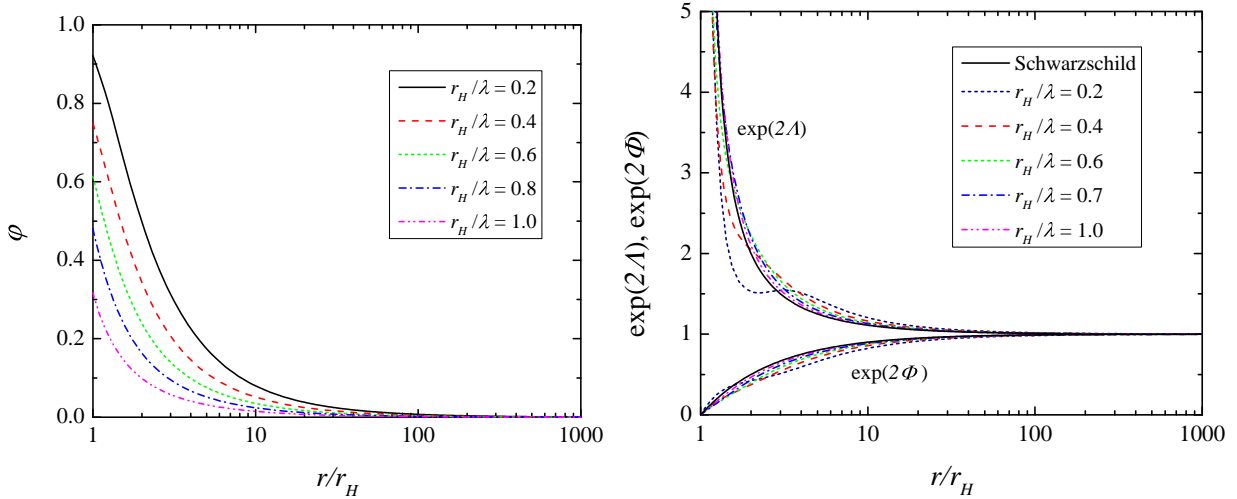 1.0
0.8
0.6
0.4
0.2
0.0
φ
r_H/λ = 0.2
r_H/λ = 0.4
r_H/λ = 0.6
r_H/λ = 0.8
r_H/λ = 1.0
1 10 100 1000
r/r_H
5
4
3
2
1
0
exp(2Λ), exp(2Φ)
Schwarzschild
r_H/λ = 0.2
r_H/λ = 0.4
r_H/λ = 0.6
r_H/λ = 0.7
r_H/λ = 1.0
exp(2Λ)
exp(2Φ)
1 10 100 1000
r/r_H